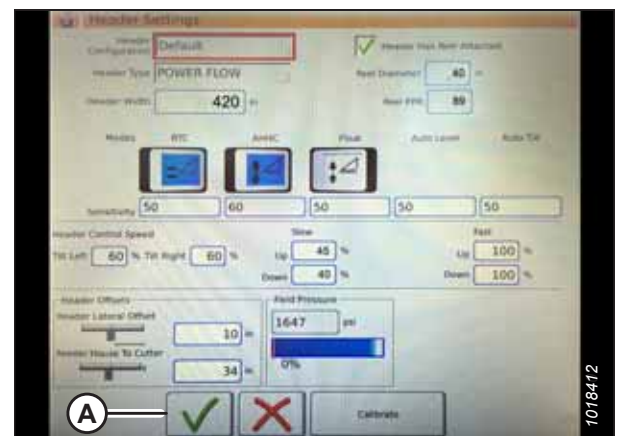 Header Settings
Header Configuration Default
Header Has Reel Attached
Header Type POWER FLOW
Reel Diameter 40 in
Header Width 420 in
Reel PPR 89
Modes RTC AHHC Float Auto Level Auto Tilt
Sensitivity 50 60 50 50 50
Header Control Speed
Slow Fast
Tilt Left 60 % Tilt Right 60 % Up 45 % Up 100 %
Down 40 % Down 100 %
Header Offsets Field Pressure
Header Lateral Offset
10 in 1647 psi
Feeder House To Cutter
34 in 0%
A
Calibrate
1018412